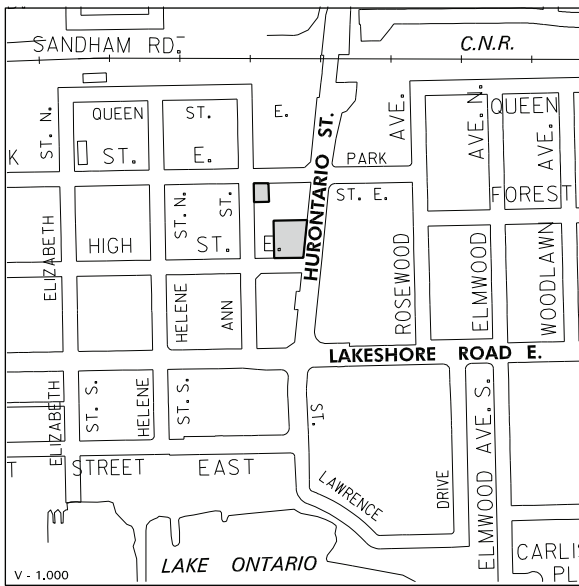 SANDHAM RD.
C.N.R.
QUEEN ST. E.
QUEEN
ST. N.
K ST. E.
PARK
ST. E.
AVE.
AVE. N.
AVE.
FOREST
HURONTARIO ST.
ELIZABETH
HIGH ST. E.
ST. N.
HELENE
ST.
ANN
ROSEWOOD
ELMWOOD
WOODLAWN
LAKESHORE ROAD E.
ELIZABETH
ST. S.
HELENE
ST. S.
ST.
T STREET EAST
LAWRENCE
DRIVE
ELMWOOD AVE. S.
CARLIS
PL
LAKE ONTARIO
V - 1.000